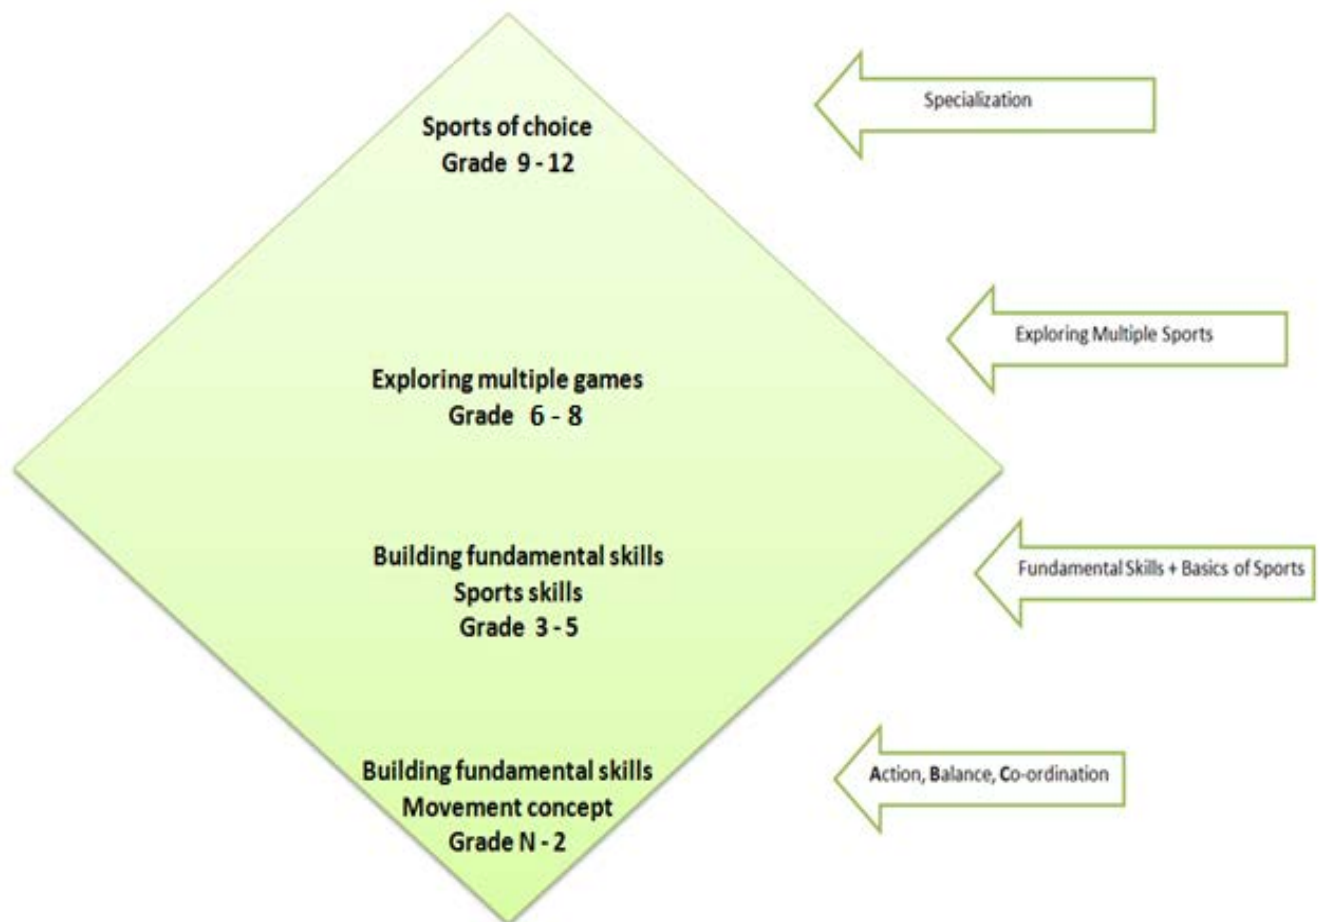 Sports of choice
Grade 9 - 12
Specialization
Exploring Multiple Sports
Exploring multiple games
Grade 6 - 8
Building fundamental skills
Sports skills
Grade 3 - 5
Fundamental Skills + Basics of Sports
Building fundamental skills
Movement concept
Grade N - 2
Action, Balance, Co-ordination